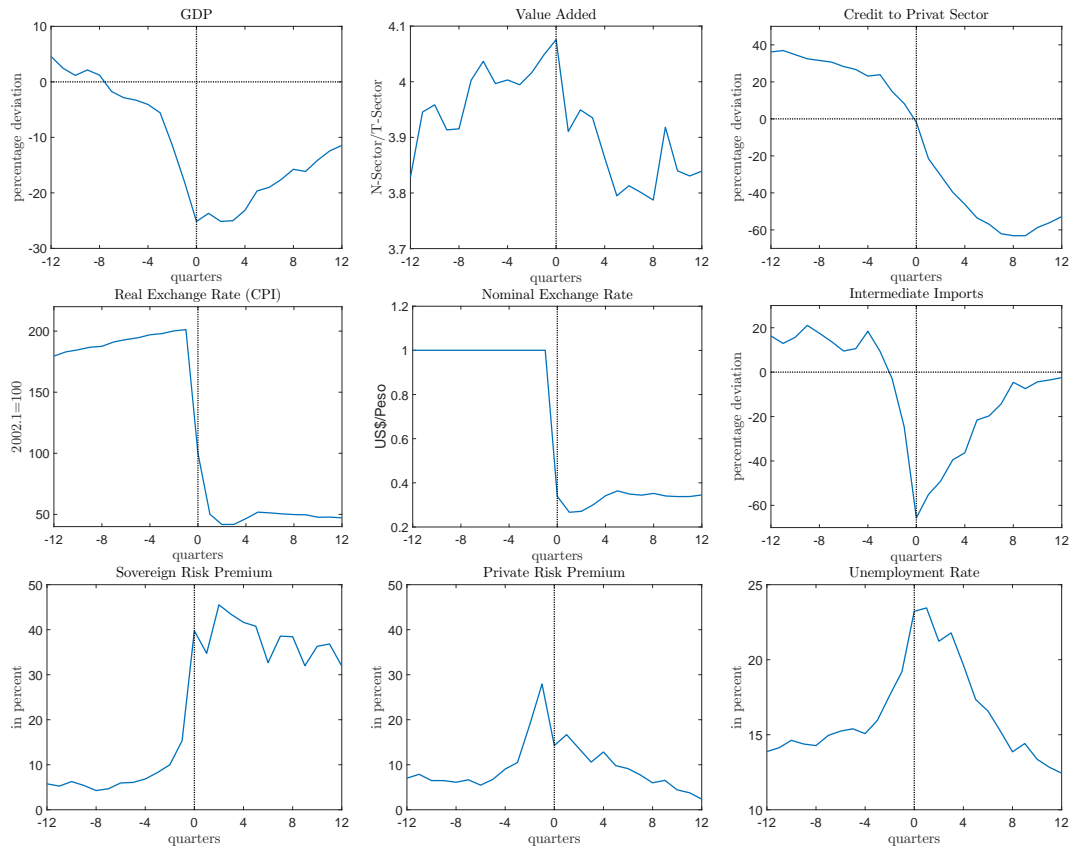 GDP
percentage deviation
10
0
-10
-20
-30
-12 -8 -4 0 4 8 12
quarters
Value Added
N-Sector/T-Sector
4.1
4
3.9
3.8
3.7
-12 -8 -4 0 4 8 12
quarters
Credit to Privat Sector
percentage deviation
40
20
0
-20
-40
-60
-12 -8 -4 0 4 8 12
quarters
Real Exchange Rate (CPI)
2002.1=100
200
150
100
50
-12 -8 -4 0 4 8 12
quarters
Nominal Exchange Rate
US$/Peso
1.2
1
0.8
0.6
0.4
0.2
-12 -8 -4 0 4 8 12
quarters
Intermediate Imports
percentage deviation
20
0
-20
-40
-60
-12 -8 -4 0 4 8 12
quarters
Sovereign Risk Premium
in percent
50
40
30
20
10
0
-12 -8 -4 0 4 8 12
quarters
Private Risk Premium
in percent
50
40
30
20
10
0
-12 -8 -4 0 4 8 12
quarters
Unemployment Rate
in percent
25
20
15
10
-12 -8 -4 0 4 8 12
quarters